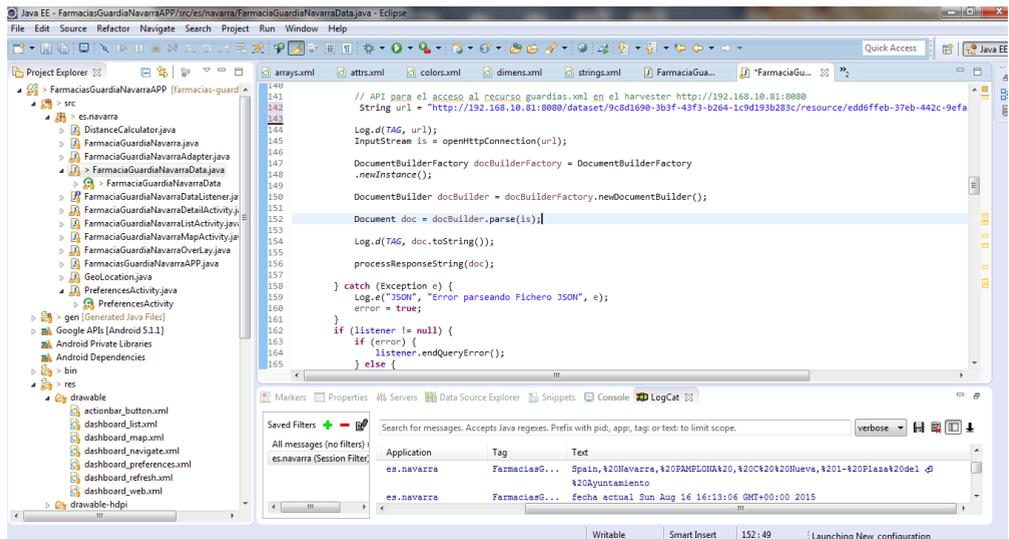 Java EE - FarmaciasGuardiaNavarraAPP/src/es/navarra/FarmaciaGuardiaNavarraData.java - Eclipse
File Edit Source Refactor Navigate Search Project Run Window Help
Quick Access
Java EE
Project Explorer
> FarmaciasGuardiaNavarraAPP [farmacias-guard
> src
> es.navarra
DistanceCalculator.java
FarmaciaGuardiaNavarra.java
FarmaciaGuardiaNavarraAdapter.java
> FarmaciaGuardiaNavarraData.java
> FarmaciaGuardiaNavarraData
FarmaciaGuardiaNavarraDataListener.ja
FarmaciasGuardiaNavarraDetailActivity.j
FarmaciasGuardiaNavarraListActivity.java
FarmaciasGuardiaNavarraMapActivity.jav
FarmaciasGuardiaNavarraOverLay.java
FarmaciasGuardiaNavarraAPP.java
GeoLocation.java
PreferencesActivity.java
PreferencesActivity
> gen [Generated Java Files]
Google APIs [Android 5.1.1]
Android Private Libraries
Android Dependencies
> bin
> res
drawable
actionbar_button.xml
dashboard_list.xml
dashboard_map.xml
dashboard_navigate.xml
dashboard_preferences.xml
dashboard_refresh.xml
dashboard_web.xml
> drawable-hdpi
arrays.xml attrs.xml colors.xml dimens.xml strings.xml FarmaciaGua... *FarmaciaGu... »2
140
141 // API para el acceso al recurso guardias.xml en el harvester http://192.168.10.81:8080
142 String url = "http://192.168.10.81:8080/dataset/9c8d1690-3b3f-43f3-b264-1c9d193b283c/resource/edd6ffeb-37eb-442c-9efa
143
144 Log.d(TAG, url);
145 InputStream is = openHttpConnection(url);
146
147 DocumentBuilderFactory docBuilderFactory = DocumentBuilderFactory
148 .newInstance();
149
150 DocumentBuilder docBuilder = docBuilderFactory.newDocumentBuilder();
151
152 Document doc = docBuilder.parse(is);
153
154 Log.d(TAG, doc.toString());
155
156 processResponseString(doc);
157
158 } catch (Exception e) {
159 Log.e("JSON", "Error parseando Fichero JSON", e);
160 error = true;
161 }
162 if (listener != null) {
163 if (error) {
164 listener.endQueryError();
165 } else {
Markers Properties Servers Data Source Explorer Snippets Console LogCat
Saved Filters
All messages (no filters)
es.navarra (Session Filter)
Search for messages. Accepts Java regexes. Prefix with pid:, app:, tag: or text: to limit scope.
verbose
Application Tag Text
es.navarra FarmaciasG... Spain,%20Navarra,%20PAMPLONA%20,%20C%20%20Nueva,%201-%20Plaza%20del
%20Ayuntamiento
es.navarra FarmaciasG... fecha actual Sun Aug 16 16:13:06 GMT+00:00 2015
Writable Smart Insert 152 : 49 Launching New_configuration